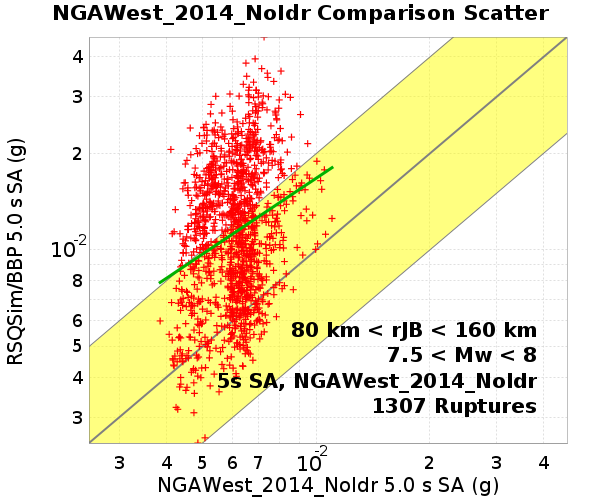 NGAWest_2014_NoIdr Comparison Scatter
RSQSim/BBP 5.0 s SA (g)
4
3
2
10-2
8
6
5
4
3
80 km < rJB < 160 km
7.5 < Mw < 8
5s SA, NGAWest_2014_NoIdr
1307 Ruptures
3 4 5 6 7 10-2 2 3 4
NGAWest_2014_NoIdr 5.0 s SA (g)